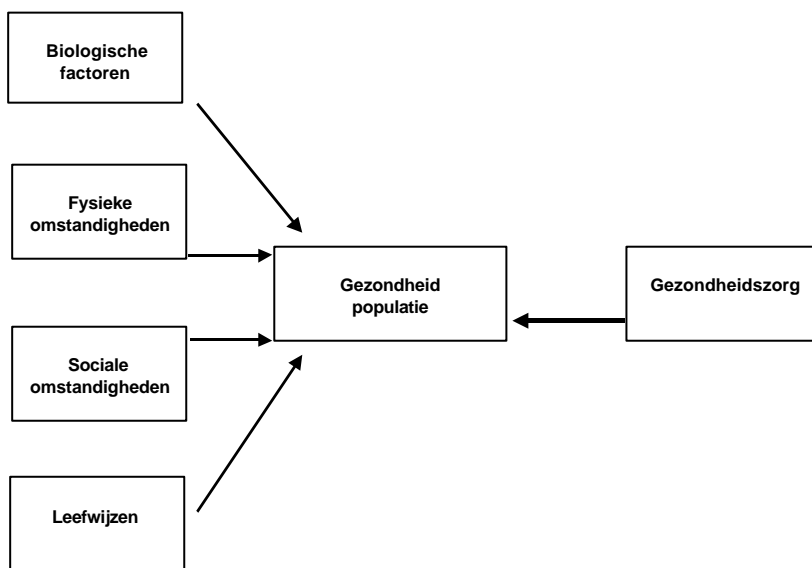 Biologische
factoren
Fysieke
omstandigheden
Gezondheid
populatie
Gezondheidszorg
Sociale
omstandigheden
Leefwijzen